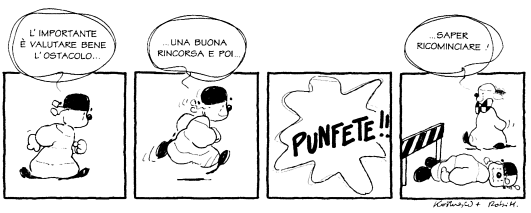 L'IMPORTANTE
È VALUTARE BENE
L'OSTACOLO...
...UNA BUONA
RINCORSA E POI...
PUNFETE!!
...SAPER
RICOMINCIARE!